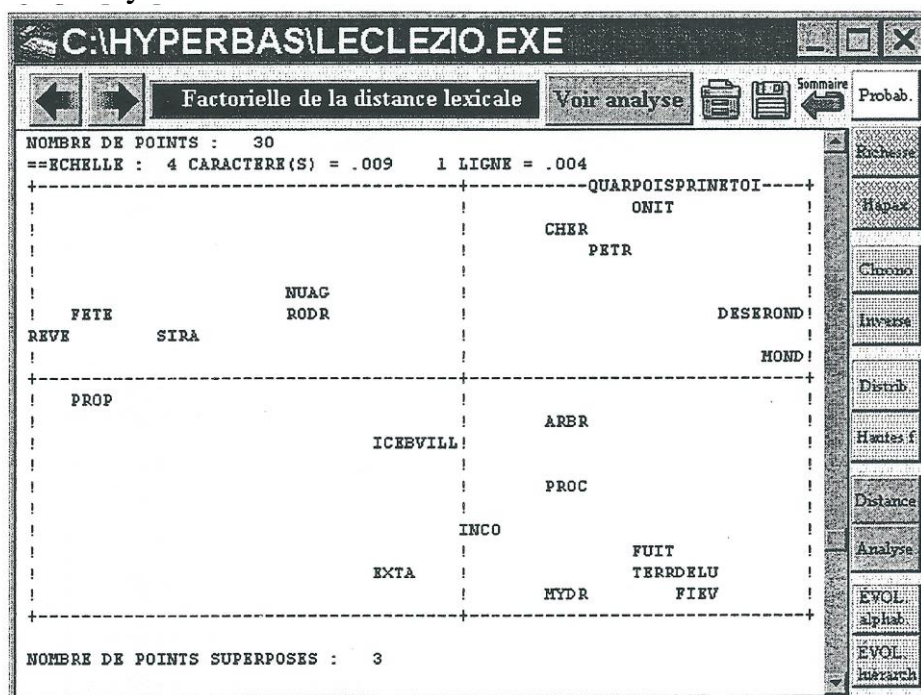 C:\HYPERBAS\LECLEZIO.EXE
Factorielle de la distance lexicale Voir analyse Sommaire Probab.
NOMBRE DE POINTS : 30
==ECHELLE : 4 CARACTERE(S) = .009 1 LIGNE = .004
QUARPOISPRINETOI
ONIT
CHER
PETR
NUAG
FETE RODR DESEROND
REVE SIRA
MOND
PROP
ARBR
ICEBVILL
PROC
INCO
FUIT
EXTA TERRDELU
MYDR FIEV
NOMBRE DE POINTS SUPERPOSES : 3
Richesse
Hapax
Chrono
Inverse
Distrib.
Hautes f
Distance
Analyse
EVOL.
alphab.
EVOL.
hiérarch